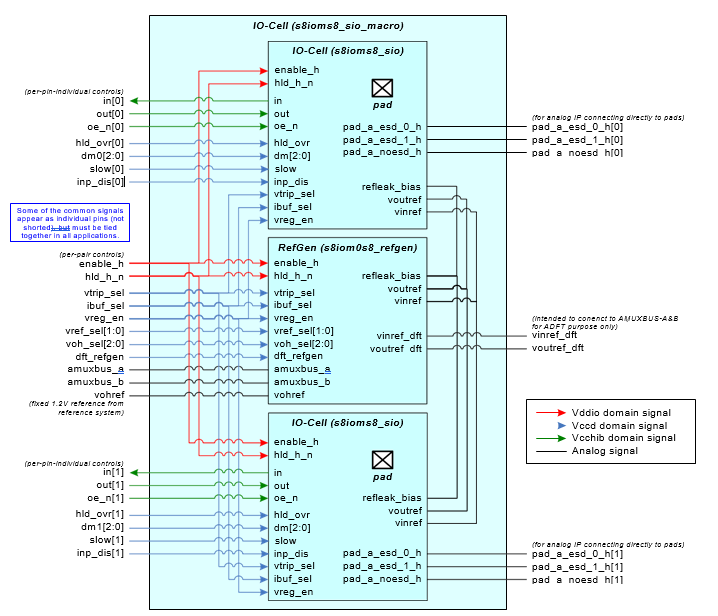 IO-Cell (s8ioms8_sio_macro)
IO-Cell (s8ioms8_sio)
enable_h
hld_h_n
in
out
oe_n
hld_ovr
dm[2:0]
slow
inp_dis
vtrip_sel
ibuf_sel
vreg_en
pad
pad_a_esd_0_h
pad_a_esd_1_h
pad_a_noesd_h
refleak_bias
voutref
vinref
(per-pin-individual controls)
in[0]
out[0]
oe_n[0]
hld_ovr[0]
dm0[2:0]
slow[0]
inp_dis[0]
(for analog IP connecting directly to pads)
pad_a_esd_0_h[0]
pad_a_esd_1_h[0]
pad_a_noesd_h[0]
Some of the common signals
appear as individual pins (not
shorted), but must be tied
together in all applications.
(per-pair controls)
enable_h
hld_h_n
vtrip_sel
ibuf_sel
vreg_en
vref_sel[1:0]
voh_sel[2:0]
dft_refgen
amuxbus_a
amuxbus_b
vohref
(fixed 1.2V reference from
reference system)
RefGen (s8iom0s8_refgen)
enable_h
hld_h_n
vtrip_sel
ibuf_sel
vreg_en
vref_sel[1:0]
voh_sel[2:0]
dft_refgen
amuxbus_a
amuxbus_b
vohref
refleak_bias
voutref
vinref
vinref_dft
voutref_dft
(intended to conenct to AMUXBUS-A&B
for ADFT purpose only)
vinref_dft
voutref_dft
Vddio domain signal
Vccd domain signal
Vcchib domain signal
Analog signal
IO-Cell (s8ioms8_sio)
enable_h
hld_h_n
in
out
oe_n
hld_ovr
dm[2:0]
slow
inp_dis
vtrip_sel
ibuf_sel
vreg_en
pad
refleak_bias
voutref
vinref
pad_a_esd_0_h
pad_a_esd_1_h
pad_a_noesd_h
(per-pin-individual controls)
in[1]
out[1]
oe_n[1]
hld_ovr[1]
dm1[2:0]
slow[1]
inp_dis[1]
(for analog IP connecting directly to pads)
pad_a_esd_0_h[1]
pad_a_esd_1_h[1]
pad_a_noesd_h[1]